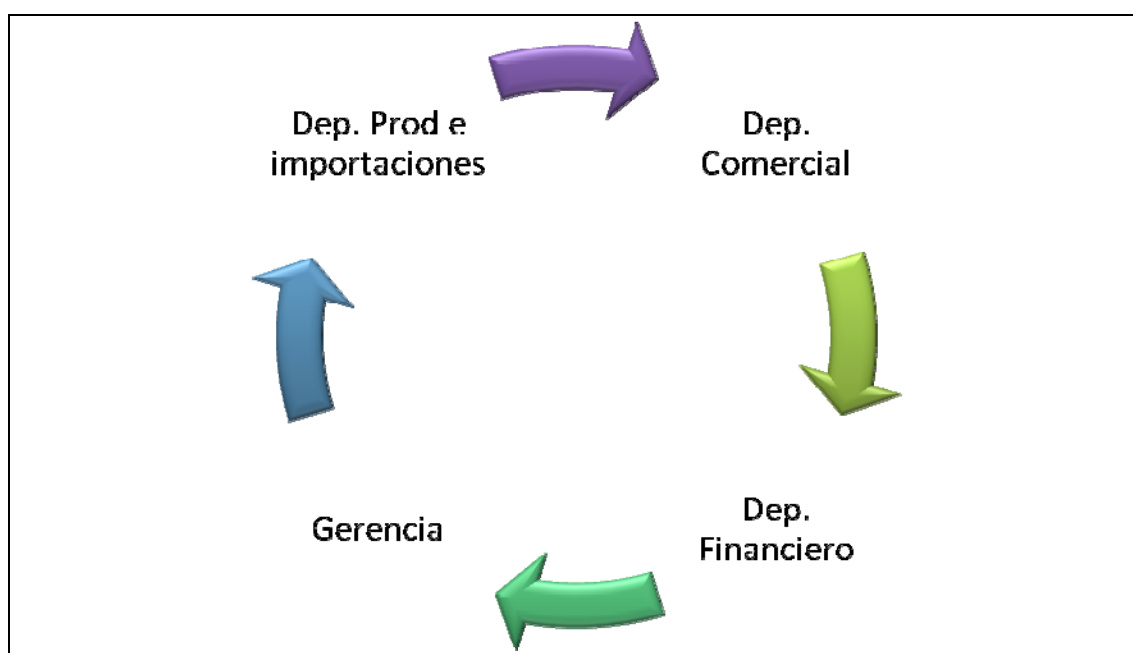 Dep. Prod e
importaciones
Dep.
Comercial
Gerencia
Dep.
Financiero